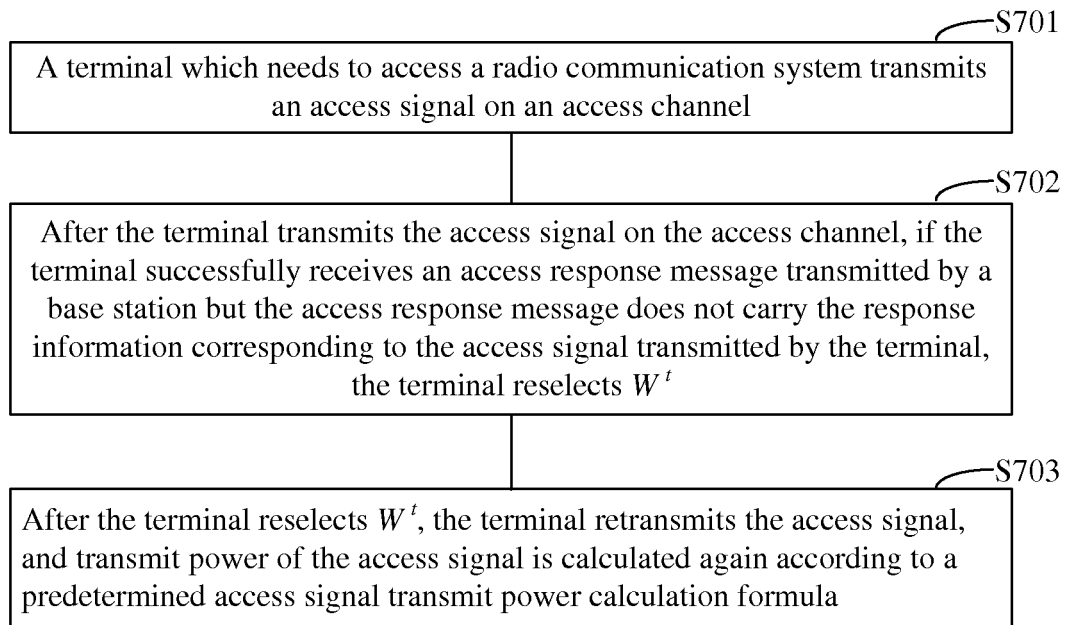 S701
A terminal which needs to access a radio communication system transmits
an access signal on an access channel
S702
After the terminal transmits the access signal on the access channel, if the
terminal successfully receives an access response message transmitted by a
base station but the access response message does not carry the response
information corresponding to the access signal transmitted by the terminal,
the terminal reselects W^t
S703
After the terminal reselects W^t, the terminal retransmits the access signal,
and transmit power of the access signal is calculated again according to a
predetermined access signal transmit power calculation formula